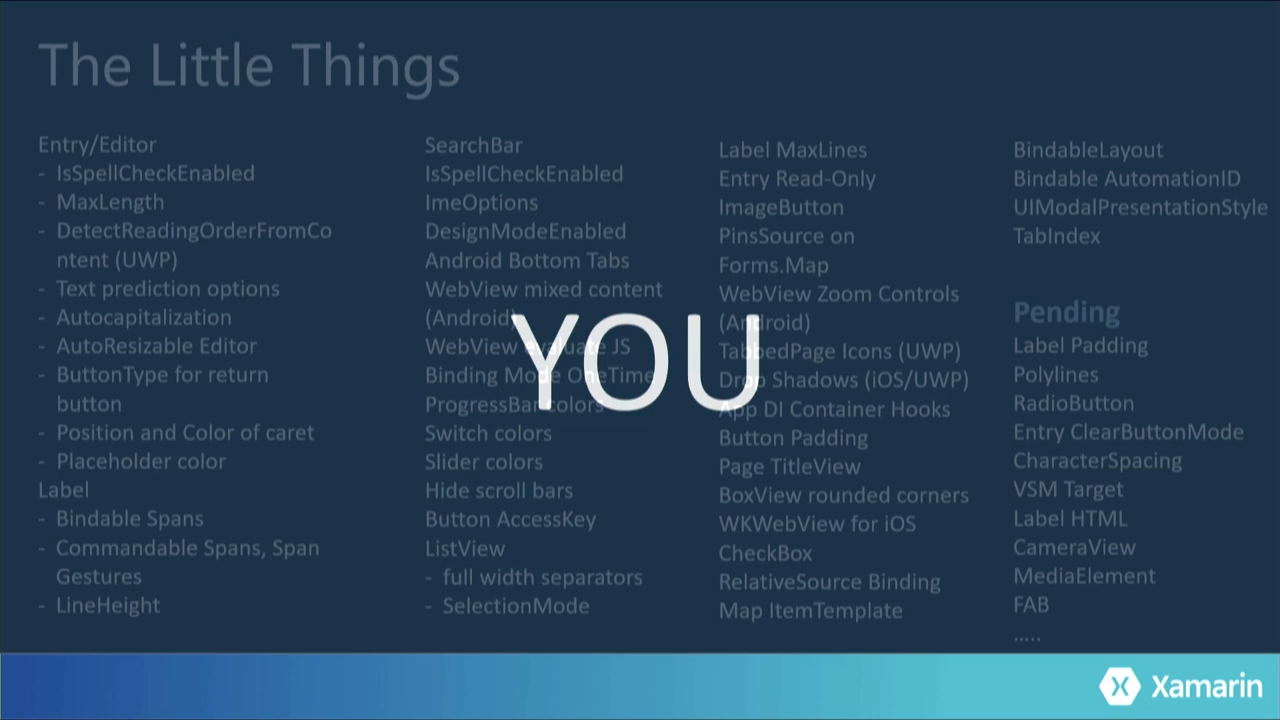 The Little Things
Entry/Editor
- IsSpellCheckEnabled
- MaxLength
- DetectReadingOrderFromCo
ntent (UWP)
- Text prediction options
- Autocapitalization
- AutoResizable Editor
- ButtonType for return
button
- Position and Color of caret
- Placeholder color
Label
- Bindable Spans
- Commandable Spans, Span
Gestures
- LineHeight
SearchBar
IsSpellCheckEnabled
ImeOptions
DesignModeEnabled
Android Bottom Tabs
WebView mixed content
(Android)
WebView evaluate JS
Binding Mode OneTime
ProgressBar colors
Switch colors
Slider colors
Hide scroll bars
Button AccessKey
ListView
- full width separators
- SelectionMode
Label MaxLines
Entry Read-Only
ImageButton
PinsSource on
Forms.Map
WebView Zoom Controls
(Android)
TabbedPage Icons (UWP)
Drop Shadows (iOS/UWP)
App DI Container Hooks
Button Padding
Page TitleView
BoxView rounded corners
WKWebView for iOS
CheckBox
RelativeSource Binding
Map ItemTemplate
BindableLayout
Bindable AutomationID
UIModalPresentationStyle
TabIndex
Pending
Label Padding
Polylines
RadioButton
Entry ClearButtonMode
CharacterSpacing
VSM Target
Label HTML
CameraView
MediaElement
FAB
.....
YOU
Xamarin